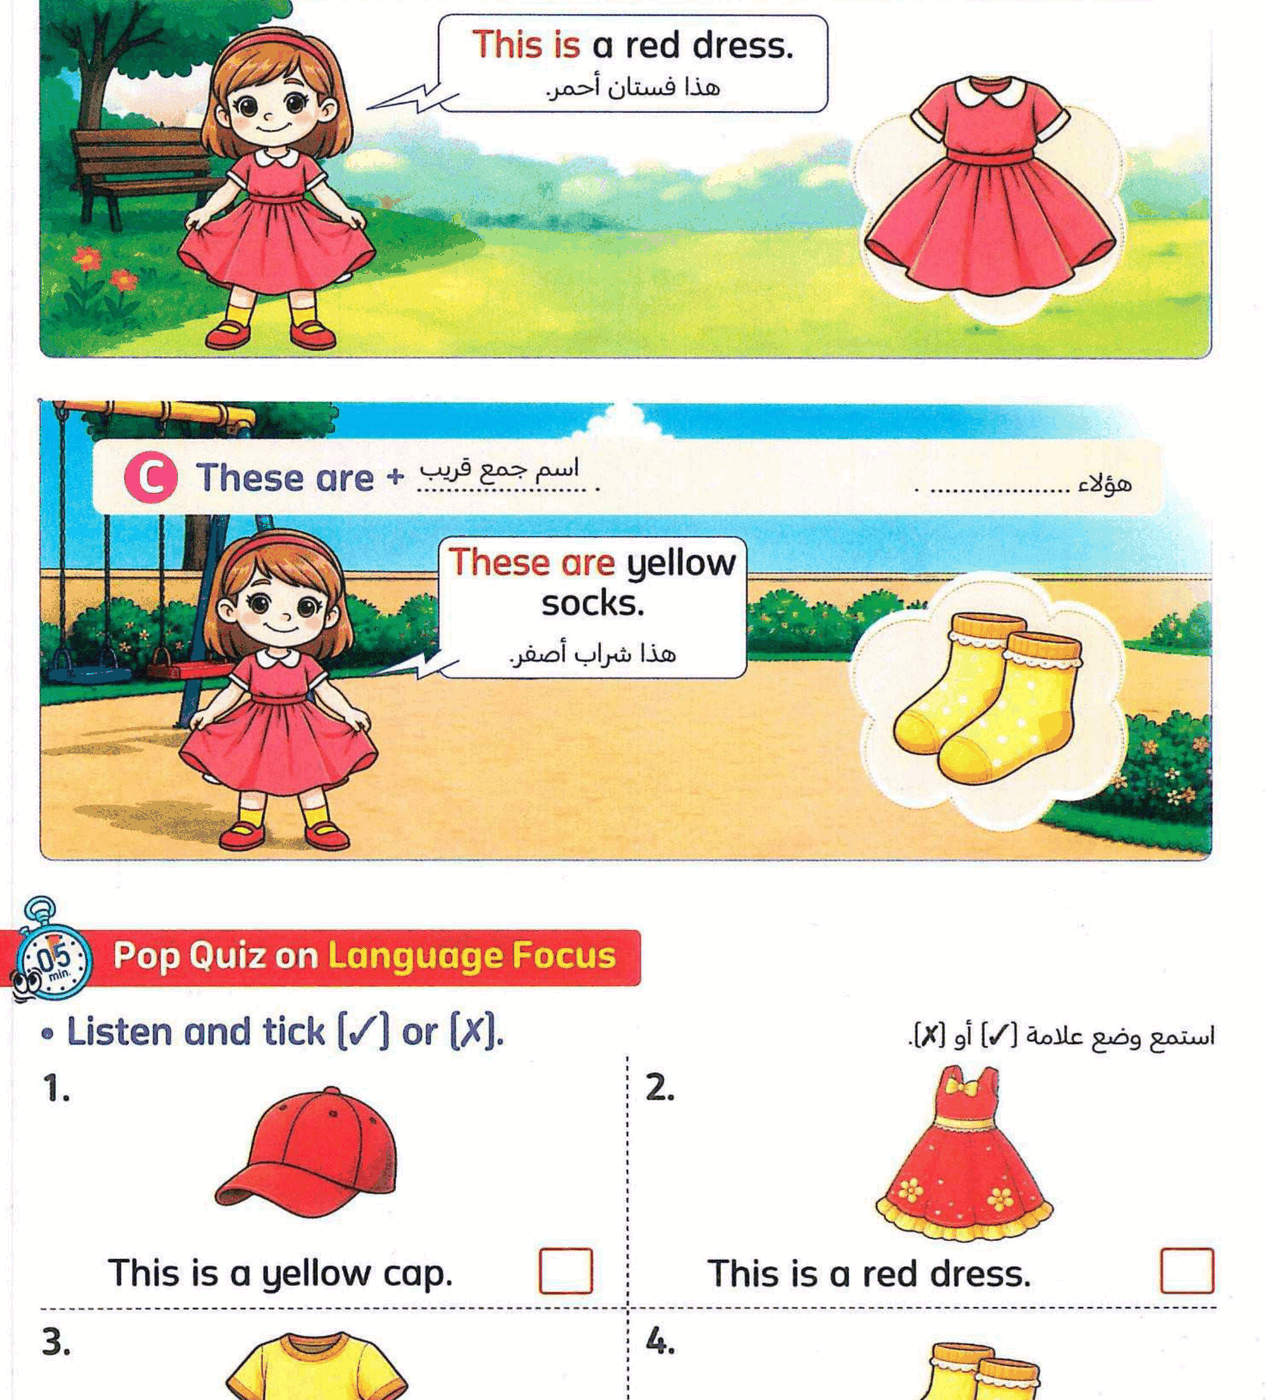 This is a red dress.
هذا فستان أحمر.
C These are + اسم جمع قريب .................... .
هؤلاء .................... .
These are yellow
socks.
هذا شراب أصفر.
05
min.
Pop Quiz on Language Focus
• Listen and tick [✓] or [✗].
استمع وضع علامة [✓] أو [✗].
1.
2.
This is a yellow cap.
This is a red dress.
3.
4.